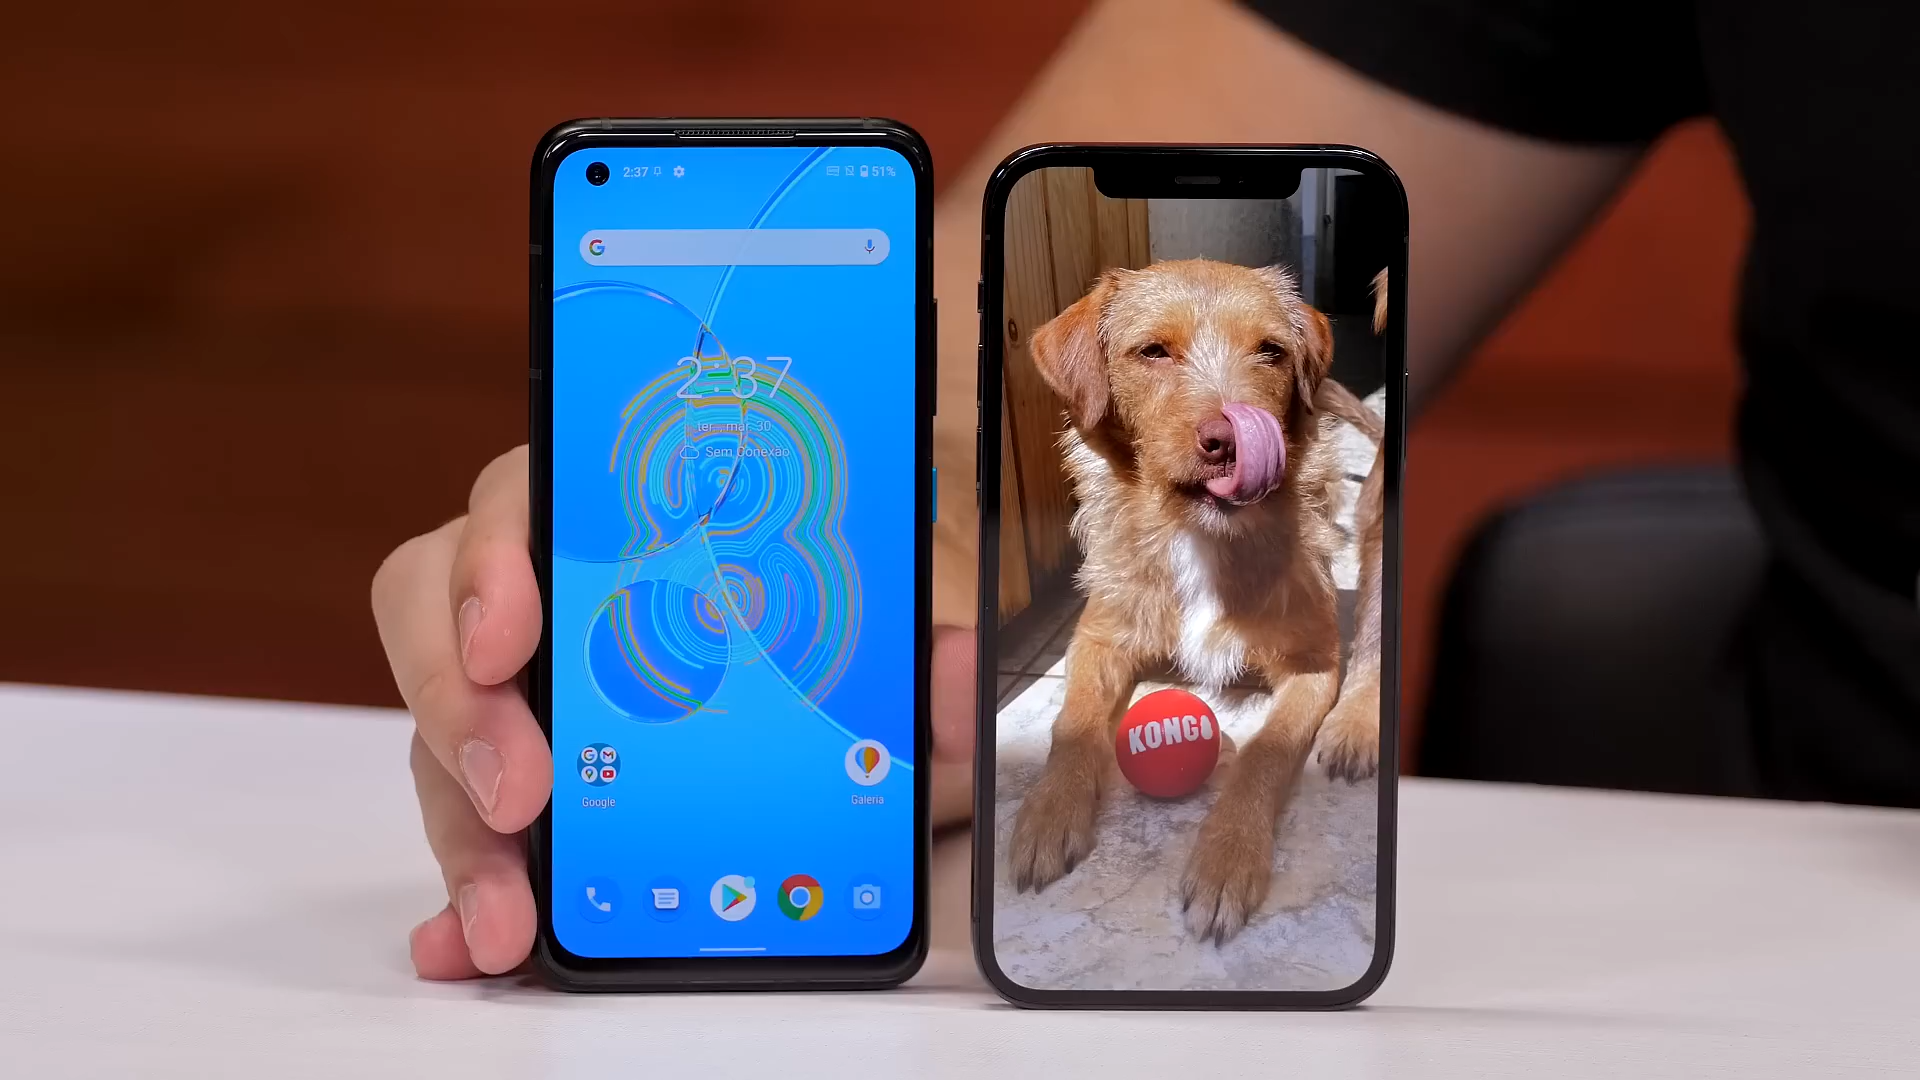 2:37
51%
G
2:37
ter., mar. 30
Sem Conexão
Google
Galeria
KONG